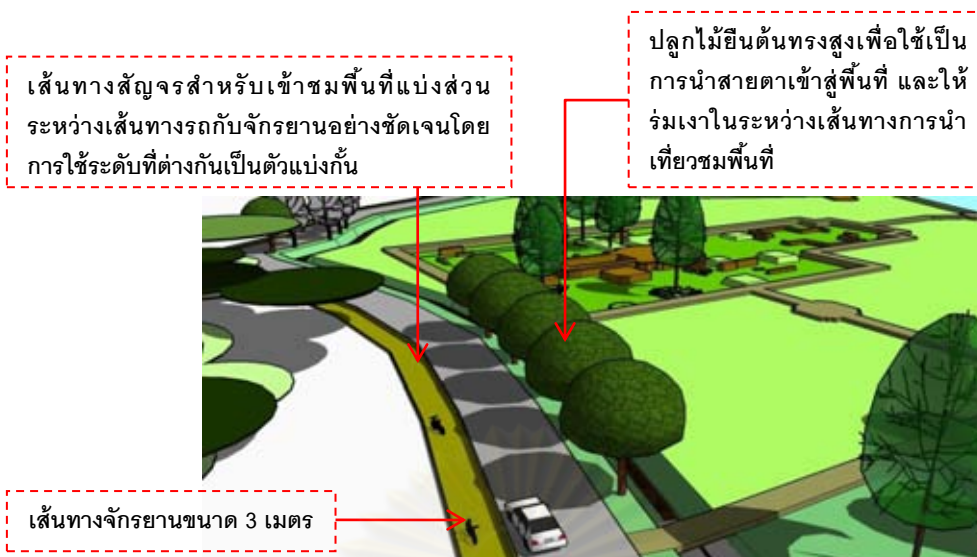 ปลูกไม้ยืนต้นทรงสูงเพื่อใช้เป็น
การนำสายตาเข้าสู่พื้นที่ และให้
ร่มเงาในระหว่างเส้นทางการนำ
เที่ยวชมพื้นที่
เส้นทางสัญจรสำหรับเข้าชมพื้นที่แบ่งส่วน
ระหว่างเส้นทางรถกับจักรยานอย่างชัดเจนโดย
การใช้ระดับที่ต่างกันเป็นตัวแบ่งกั้น
เส้นทางจักรยานขนาด 3 เมตร